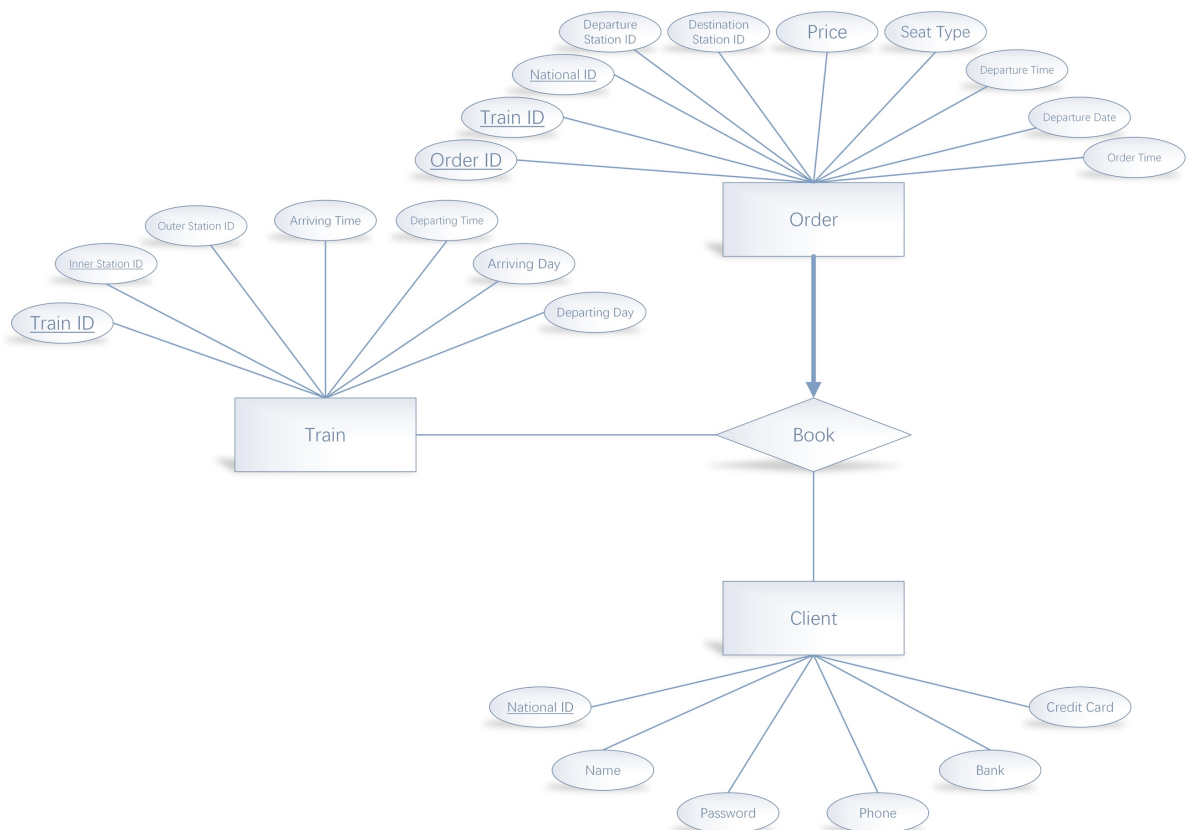 Departure
Station ID
Destination
Station ID
Price
Seat Type
National ID
Departure Time
Train ID
Departure Date
Order ID
Order Time
Order
Outer Station ID
Arriving Time
Departing Time
Inner Station ID
Arriving Day
Train ID
Departing Day
Train
Book
Client
National ID
Credit Card
Name
Bank
Password
Phone